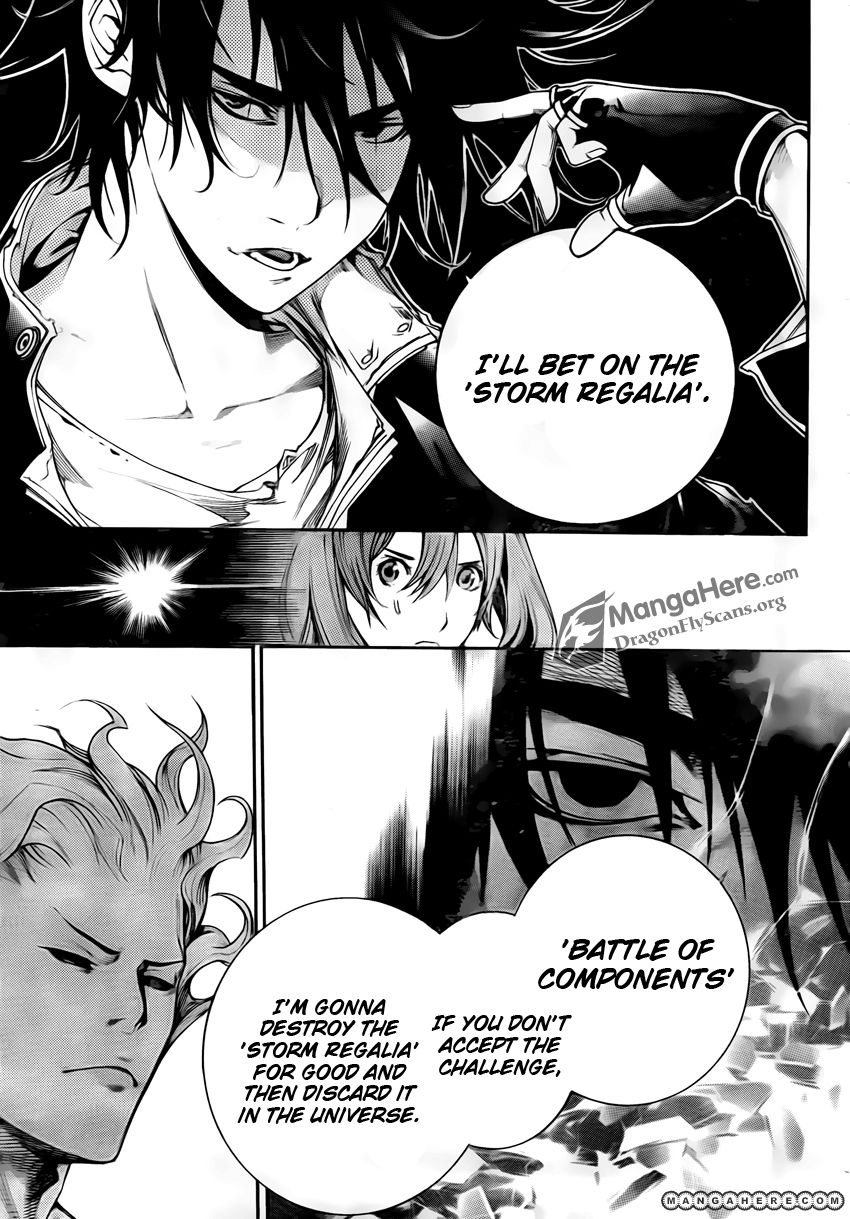 I'LL BET ON THE
'STORM REGALIA'.
MangaHere.com
DragonFlyScans.org
'BATTLE OF
COMPONENTS'
IF YOU DON'T
ACCEPT THE
CHALLENGE,
I'M GONNA
DESTROY THE
'STORM REGALIA'
FOR GOOD AND
THEN DISCARD IT
IN THE UNIVERSE.
MANGAHERE.COM